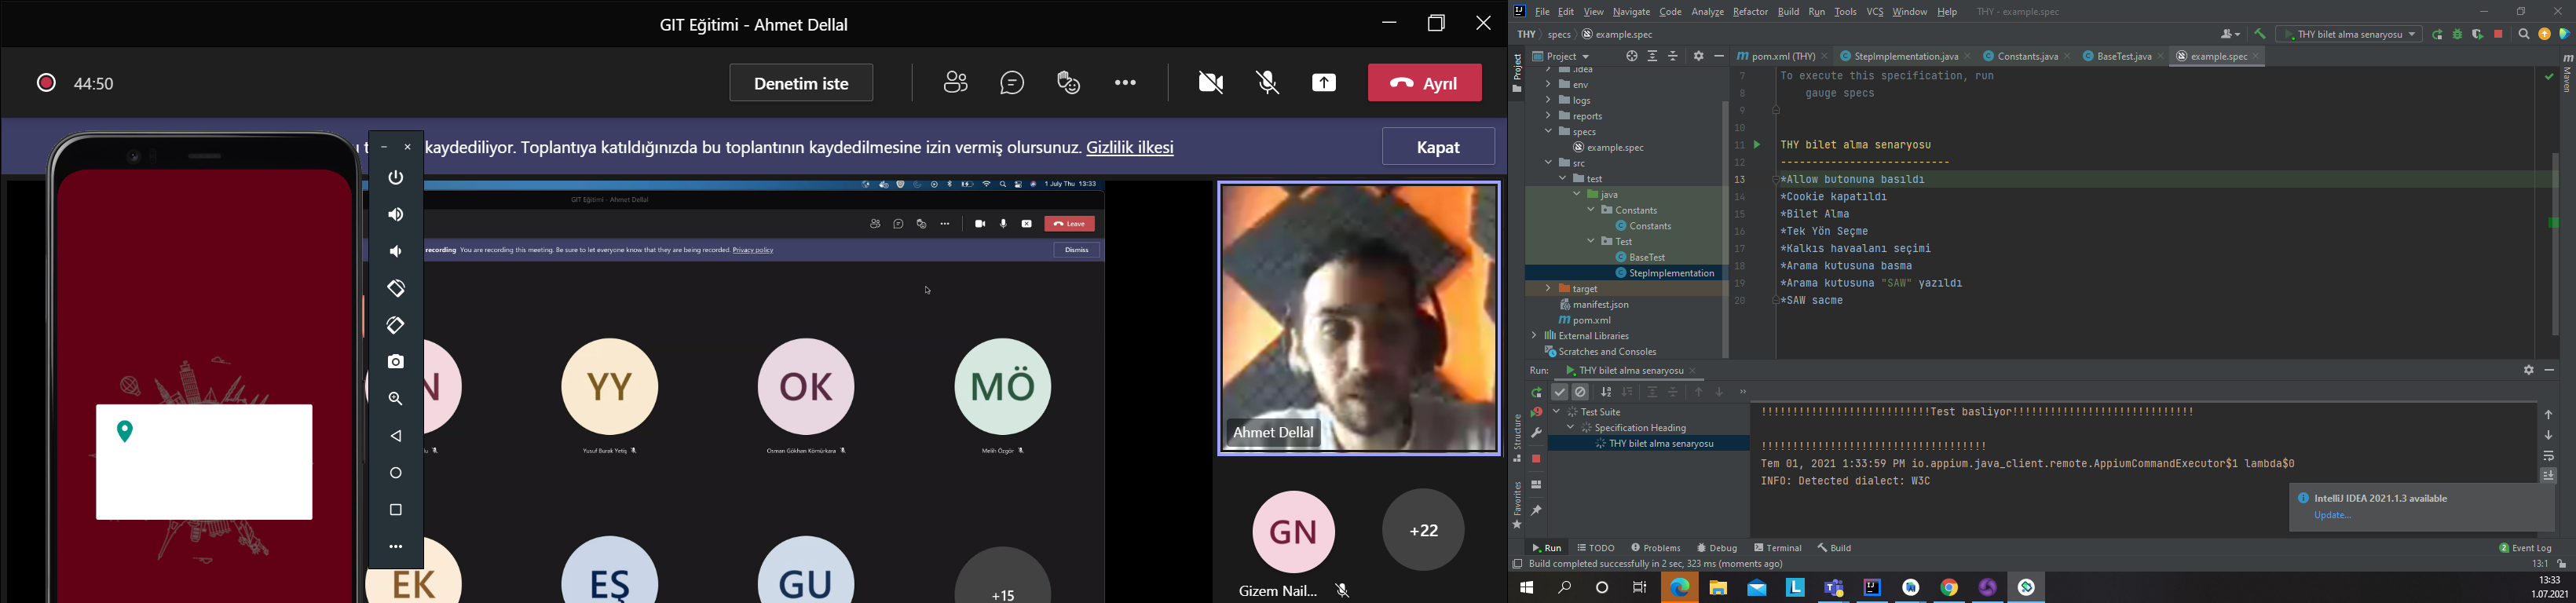 GIT Eğitimi - Ahmet Dellal
44:50
Denetim iste
Ayrıl
kaydediliyor. Toplantıya katıldığınızda bu toplantının kaydedilmesine izin vermiş olursunuz. Gizlilik ilkesi
Kapat
1 July Thu 13:33
GIT Eğitimi - Ahmet Dellal
Leave
recording You are recording this meeting. Be sure to let everyone know that they are being recorded. Privacy policy
Dismiss
N
YY
OK
MÖ
Yusuf Burak Yetiş
Osman Gökhan Kömürkara
Melih Özgör
EK
EŞ
GU
+15
Ahmet Dellal
GN
+22
Gizem Nail...
File Edit View Navigate Code Analyze Refactor Build Run Tools VCS Window Help THY - example.spec
THY specs example.spec
THY bilet alma senaryosu
Project
pom.xml (THY) StepImplementation.java Constants.java BaseTest.java example.spec
Project
Maven
.idea
env
logs
reports
specs
example.spec
src
test
java
Constants
Constants
Test
BaseTest
StepImplementation
target
manifest.json
pom.xml
External Libraries
Scratches and Consoles
7 To execute this specification, run
8 gauge specs
9
10
11 THY bilet alma senaryosu
12 ---------------------------
13 *Allow butonuna basıldı
14 *Cookie kapatıldı
15 *Bilet Alma
16 *Tek Yön Seçme
17 *Kalkıs havaalanı seçimi
18 *Arama kutusuna basma
19 *Arama kutusuna "SAW" yazıldı
20 *SAW sacme
Run: THY bilet alma senaryosu
Test Suite
Specification Heading
THY bilet alma senaryosu
!!!!!!!!!!!!!!!!!!!!!!!!!!!Test basliyor!!!!!!!!!!!!!!!!!!!!!!!!!!!!!
!!!!!!!!!!!!!!!!!!!!!!!!!!!!!!!!!!!!
Tem 01, 2021 1:33:59 PM io.appium.java_client.remote.AppiumCommandExecutor$1 lambda$0
INFO: Detected dialect: W3C
IntelliJ IDEA 2021.1.3 available
Update...
Structure
Favorites
Run TODO Problems Debug Terminal Build
2 Event Log
Build completed successfully in 2 sec, 323 ms (moments ago)
13:1
13:33
1.07.2021